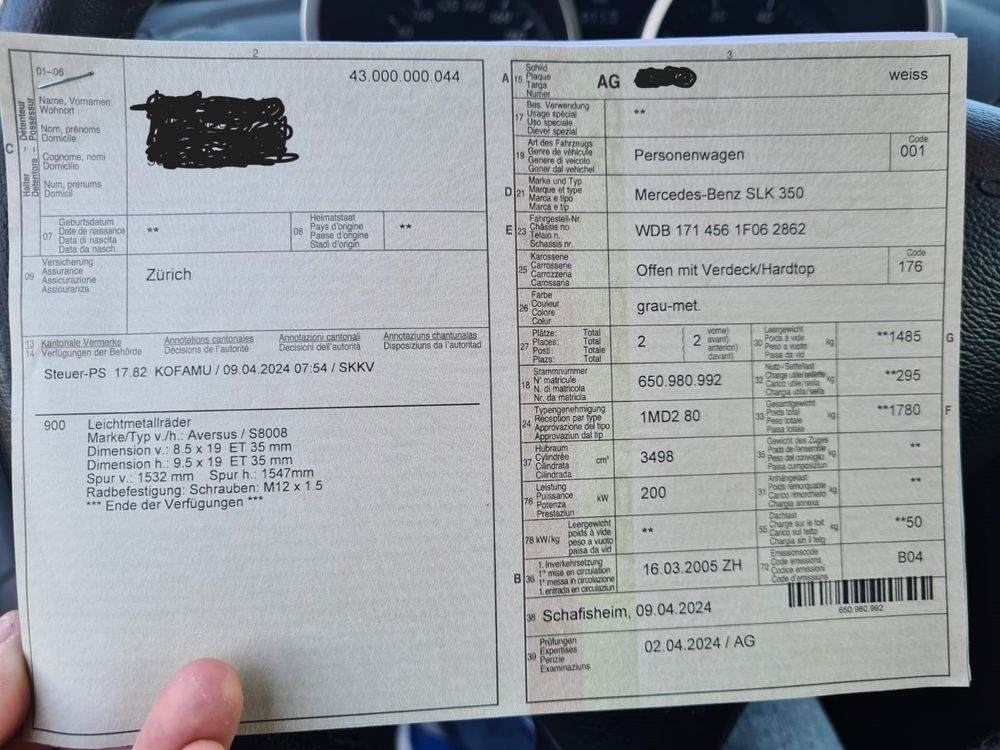 2
01-06
43.000.000.044
C
Halter Détenteur
Detentore Possessur
Name, Vornamen
Wohnort
Nom, prénoms
Domicile
Cognome, nomi
Domicilio
Num, prenums
Domicil
07
Geburtsdatum
Date de naissance
Data di nascita
Data da nasch.
**
08
Heimatstaat
Pays d'origine
Paese d'origine
Stadi d'origin
**
09
Versicherung
Assurance
Assicurazione
Assicuranza
Zürich
13 Kantonale Vermerke Annotations cantonales Annotazioni cantonali Annotaziuns chantunalas
14 Verfügungen der Behörde Décisions de l'autorité Decisioni dell'autorità Disposiziuns da l'autoritad
Steuer-PS 17.82 KOFAMU / 09.04.2024 07:54 / SKKV
900 Leichtmetallräder
Marke/Typ v./h.: Aversus / S8008
Dimension v.: 8.5 x 19 ET 35 mm
Dimension h.: 9.5 x 19 ET 35 mm
Spur v.: 1532 mm Spur h.: 1547mm
Radbefestigung: Schrauben: M12 x 1.5
*** Ende der Verfügungen ***
3
A 15
Schild
Plaque
Targa
Numer
AG
weiss
17
Bes. Verwendung
Usage spécial
Uso speciale
Diever spezial
**
19
Art des Fahrzeugs
Genre de véhicule
Genere di veicolo
Gener dal vehichel
Personenwagen
Code
001
D 21
Marke und Typ
Marque et type
Marca e tipo
Marca e tip
Mercedes-Benz SLK 350
E 23
Fahrgestell-Nr.
Châssis no
Telaio n.
Schassis nr.
WDB 171 456 1F06 2862
25
Karosserie
Carrosserie
Carrozzeria
Carossaria
Offen mit Verdeck/Hardtop
Code
176
26
Farbe
Couleur
Colore
Colur
grau-met.
27
Plätze: Total
Places: Total
Posti: Totale
Plazs: Total
2
2
vorne)
avant)
anteriori)
davant)
30
Leergewicht
Poids à vide
Peso a vuoto
Paisa da vid
kg
**1485
G
18
Stammnummer
N° matricule
N. di matricola
Nr. da matricla
650.980.992
32
Nutz-/Sattellast
Charge utile/sellette
Carico utile/sella
Chargia utila/sella
kg
**295
24
Typengenehmigung
Réception par type
Approvazione del tipo
Approvaziun dal tip
1MD2 80
33
Gesamtgewicht
Poids total
Peso totale
Paisa totala
kg
**1780
F
37
Hubraum
Cylindrée
Cilindrata
Cilindrada
cm³
3498
35
Gewicht des Zuges
Poids de l'ensemble
Peso del convoglio
Paisa cumposiziun
kg
**
76
Leistung
Puissance
Potenza
Prestaziun
kW
200
31
Anhängelast
Poids remorquable
Carico rimorchiato
Chargia annexa
kg
**
78 kW/kg
Leergewicht
poids à vide
peso a vuoto
paisa da vid
**
55
Dachlast
Charge sur le toit
Carico sul tetto
Chargia sin il tetg
kg
**50
B 36
1. Inverkehrsetzung
1re mise en circulation
1a messa in circolazione
1. entrada en circulaziun
16.03.2005 ZH
72
Emissionscode
Code émissions
Codice emissioni
Code d'emissiuns
B04
38 Schafisheim, 09.04.2024
650.980.992
39
Prüfungen
Expertises
Perizie
Examinaziuns
02.04.2024 / AG